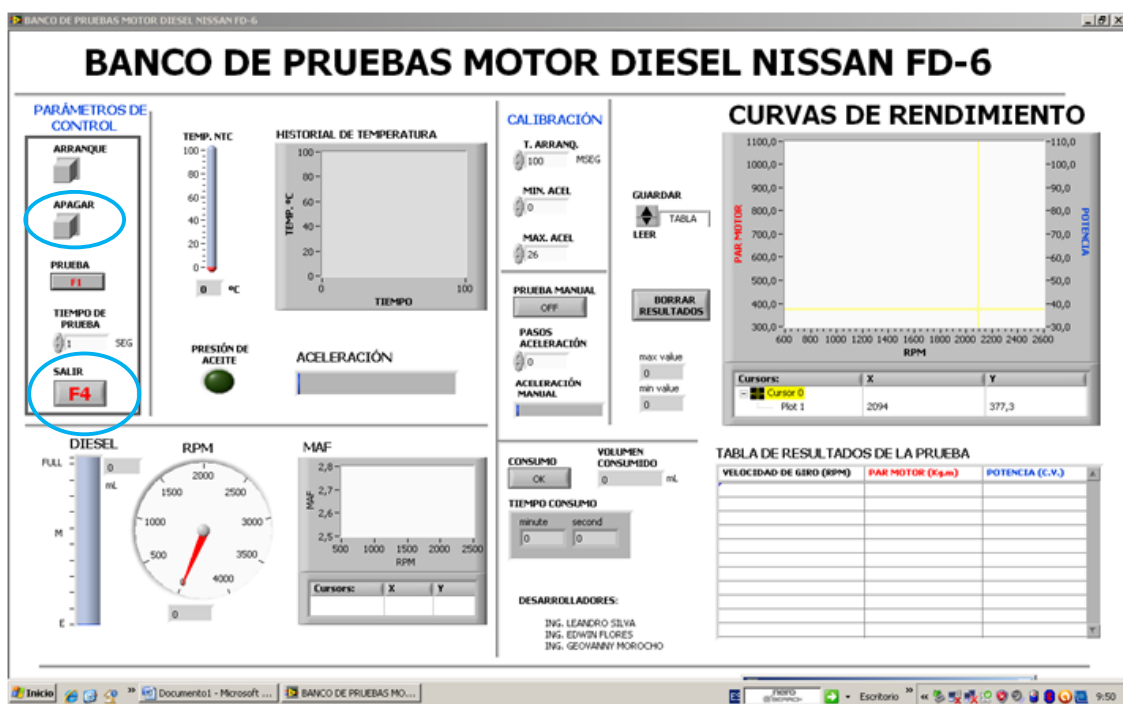 BANCO DE PRUEBAS MOTOR DIESEL NISSAN FD-6
BANCO DE PRUEBAS MOTOR DIESEL NISSAN FD-6
PARÁMETROS DE
CONTROL
ARRANQUE
APAGAR
PRUEBA
F1
TIEMPO DE
PRUEBA
1 SEG
SALIR
F4
TEMP. NTC
100
80
60
40
20
0
0 ºC
HISTORIAL DE TEMPERATURA
TEMP. ºC
100
80
60
40
20
0
0 100
TIEMPO
PRESIÓN DE
ACEITE
ACELERACIÓN
CALIBRACIÓN
T. ARRANQ.
100 MSEG
MIN. ACEL
0
MAX. ACEL
26
PRUEBA MANUAL
OFF
PASOS
ACELERACIÓN
0
ACELERACIÓN
MANUAL
GUARDAR
TABLA
LEER
BORRAR
RESULTADOS
max value
0
min value
0
CURVAS DE RENDIMIENTO
PAR MOTOR
1100,0
1000,0
900,0
800,0
700,0
600,0
500,0
400,0
300,0
110,0
100,0
90,0
80,0
70,0
60,0
50,0
40,0
30,0
POTENCIA
600 800 1000 1200 1400 1600 1800 2000 2200 2400 2600
RPM
Cursors: X Y
Cursor 0
Plot 1 2094 377,3
DIESEL
FULL
M
E
0
mL
RPM
0
500
1000
1500
2000
3000
3500
4000
0
MAF
MAF
2,8
2,7
2,6
2,5
500 1000 1500 2000 2500
RPM
Cursors: X Y
CONSUMO
OK
VOLUMEN
CONSUMIDO
0 mL
TIEMPO CONSUMO
minute second
0 0
DESARROLLADORES:
ING. LEANDRO SILVA
ING. EDWIN FLORES
ING. GEOVANNY MOROCHO
TABLA DE RESULTADOS DE LA PRUEBA
VELOCIDAD DE GIRO (RPM) PAR MOTOR (Kg.m) POTENCIA (C.V.)
Inicio
Documento1 - Microsoft ...
BANCO DE PRUEBAS MO...
ES
nero
SEARCH
Escritorio
9:50